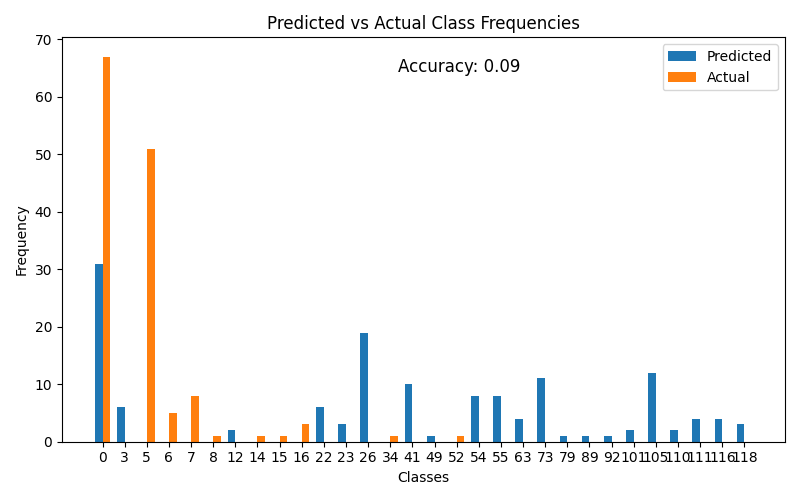 Predicted vs Actual Class Frequencies
Accuracy: 0.09
Predicted
Actual
Frequency
70
60
50
40
30
20
10
0
0 3 5 6 7 8 12 14 15 16 22 23 26 34 41 49 52 54 55 63 73 79 89 92 101 105 110 111 116 118
Classes